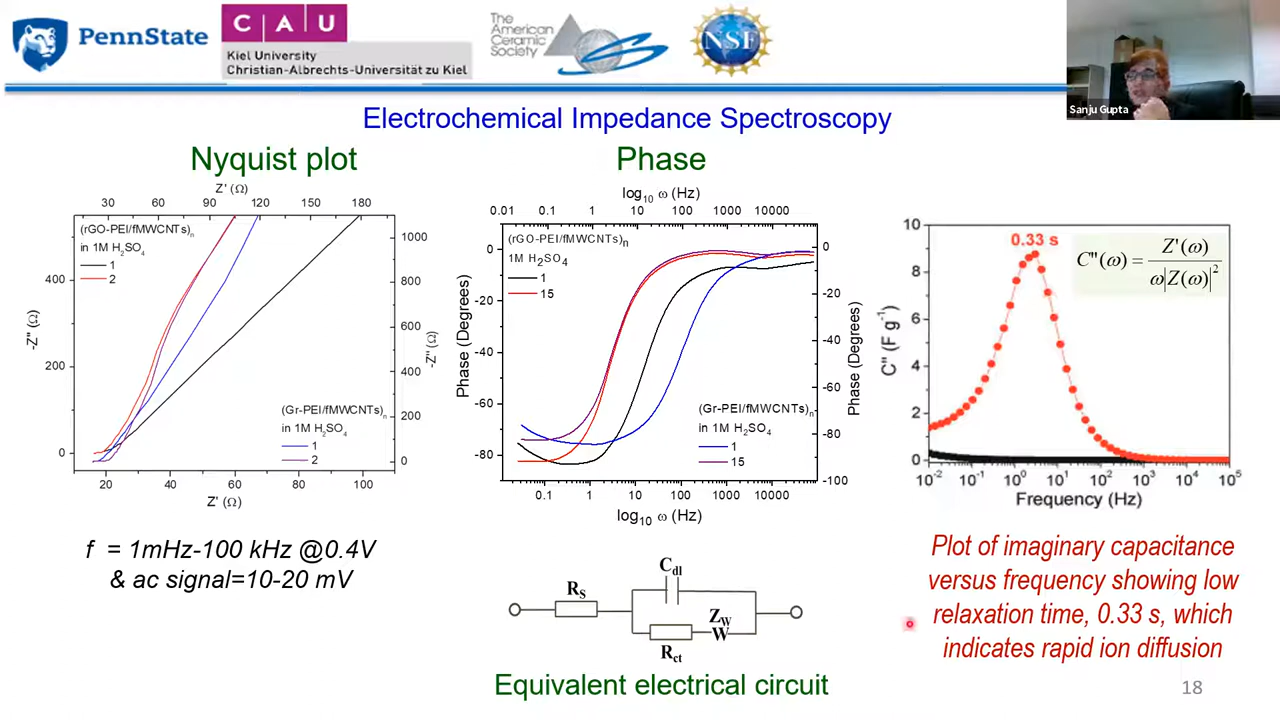 PennState
C A U
Kiel University
Christian-Albrechts-Universität zu Kiel
The
American
Ceramic
Society
NSF
Sanju Gupta
Electrochemical Impedance Spectroscopy
Nyquist plot
Z' (Ω)
30 60 90 120 150 180
(rGO-PEI/fMWCNTs)n
in 1M H2SO4
1
2
400
200
0
-Z'' (Ω)
1000
800
600
400
200
0
-Z'' (Ω)
(Gr-PEI/fMWCNTs)n
in 1M H2SO4
1
2
20 40 60 80 100
Z' (Ω)
f = 1mHz-100 kHz @0.4V
& ac signal=10-20 mV
Phase
log10 ω (Hz)
0.01 0.1 1 10 100 1000 10000
(rGO-PEI/fMWCNTs)n
1M H2SO4
1
15
0
-20
-40
-60
-80
Phase (Degrees)
0
-20
-40
-60
-80
-100
Phase (Degrees)
(Gr-PEI/fMWCNTs)n
in 1M H2SO4
1
15
0.1 1 10 100 1000 10000
log10 ω (Hz)
Cdl
RS
ZW
W
Rct
Equivalent electrical circuit
10
8
6
4
2
0
C'' (F g-1)
0.33 s
C''(ω) = Z'(ω) / ω|Z(ω)|2
10-2 10-1 100 101 102 103 104 105
Frequency (Hz)
Plot of imaginary capacitance
versus frequency showing low
relaxation time, 0.33 s, which
indicates rapid ion diffusion
18